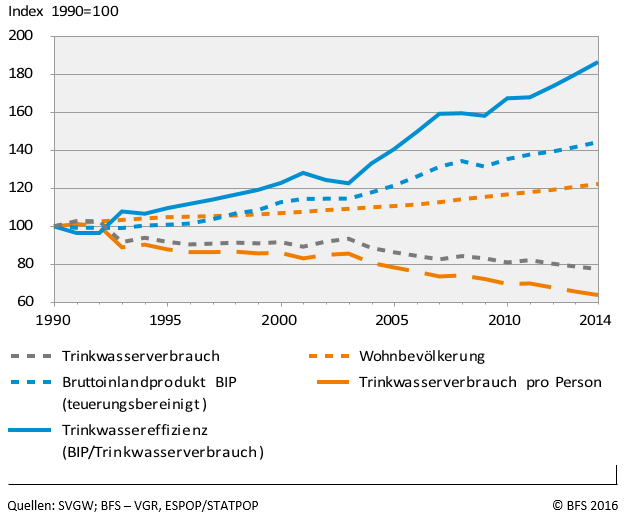 Index 1990=100
200
180
160
140
120
100
80
60
1990 1995 2000 2005 2010 2014
Trinkwasserverbrauch
Wohnbevölkerung
Bruttoinlandprodukt BIP
(teuerungsbereinigt)
Trinkwasserverbrauch pro Person
Trinkwassereffizienz
(BIP/Trinkwasserverbrauch)
Quellen: SVGW; BFS – VGR, ESPOP/STATPOP © BFS 2016